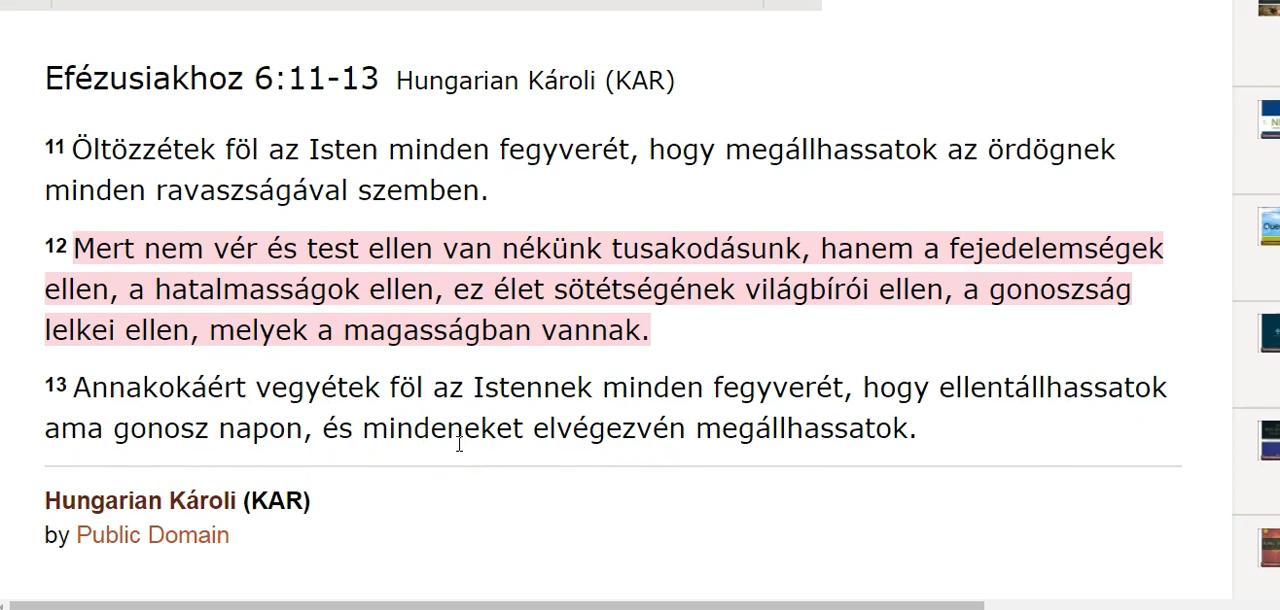 Efézusiakhoz 6:11-13 Hungarian Károli (KAR)
11 Öltözzétek föl az Isten minden fegyverét, hogy megállhassatok az ördögnek
minden ravaszságával szemben.
12 Mert nem vér és test ellen van nékünk tusakodásunk, hanem a fejedelemségek
ellen, a hatalmasságok ellen, ez élet sötétségének világbírói ellen, a gonoszság
lelkei ellen, melyek a magasságban vannak.
13 Annakokáért vegyétek föl az Istennek minden fegyverét, hogy ellentállhassatok
ama gonosz napon, és mindeneket elvégezvén megállhassatok.
Hungarian Károli (KAR)
by Public Domain